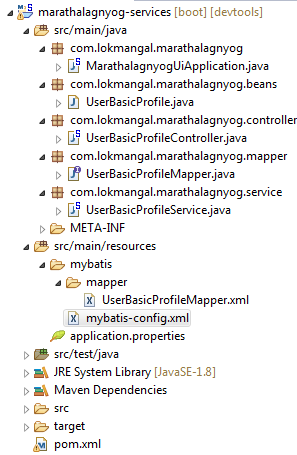 marathalagnyog-services [boot] [devtools]
src/main/java
com.lokmangal.marathalagnyog
MarathalagnyogUiApplication.java
com.lokmangal.marathalagnyog.beans
UserBasicProfile.java
com.lokmangal.marathalagnyog.controller
UserBasicProfileController.java
com.lokmangal.marathalagnyog.mapper
UserBasicProfileMapper.java
com.lokmangal.marathalagnyog.service
UserBasicProfileService.java
META-INF
src/main/resources
mybatis
mapper
UserBasicProfileMapper.xml
mybatis-config.xml
application.properties
src/test/java
JRE System Library [JavaSE-1.8]
Maven Dependencies
src
target
pom.xml